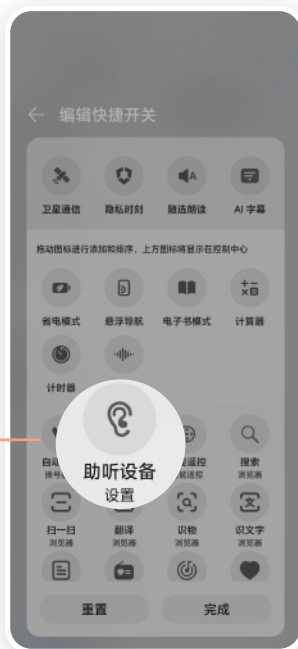 编辑快捷开关
卫星通信 隐私时刻 随选朗读 AI 字幕
拖动图标进行添加和排序，上方图标将显示在控制中心
省电模式 悬浮导航 电子书模式 计算器
计时器
助听设备
设置
搜索
浏览器
扫一扫 翻译 识物 识文字
浏览器 浏览器 浏览器 浏览器
重置 完成